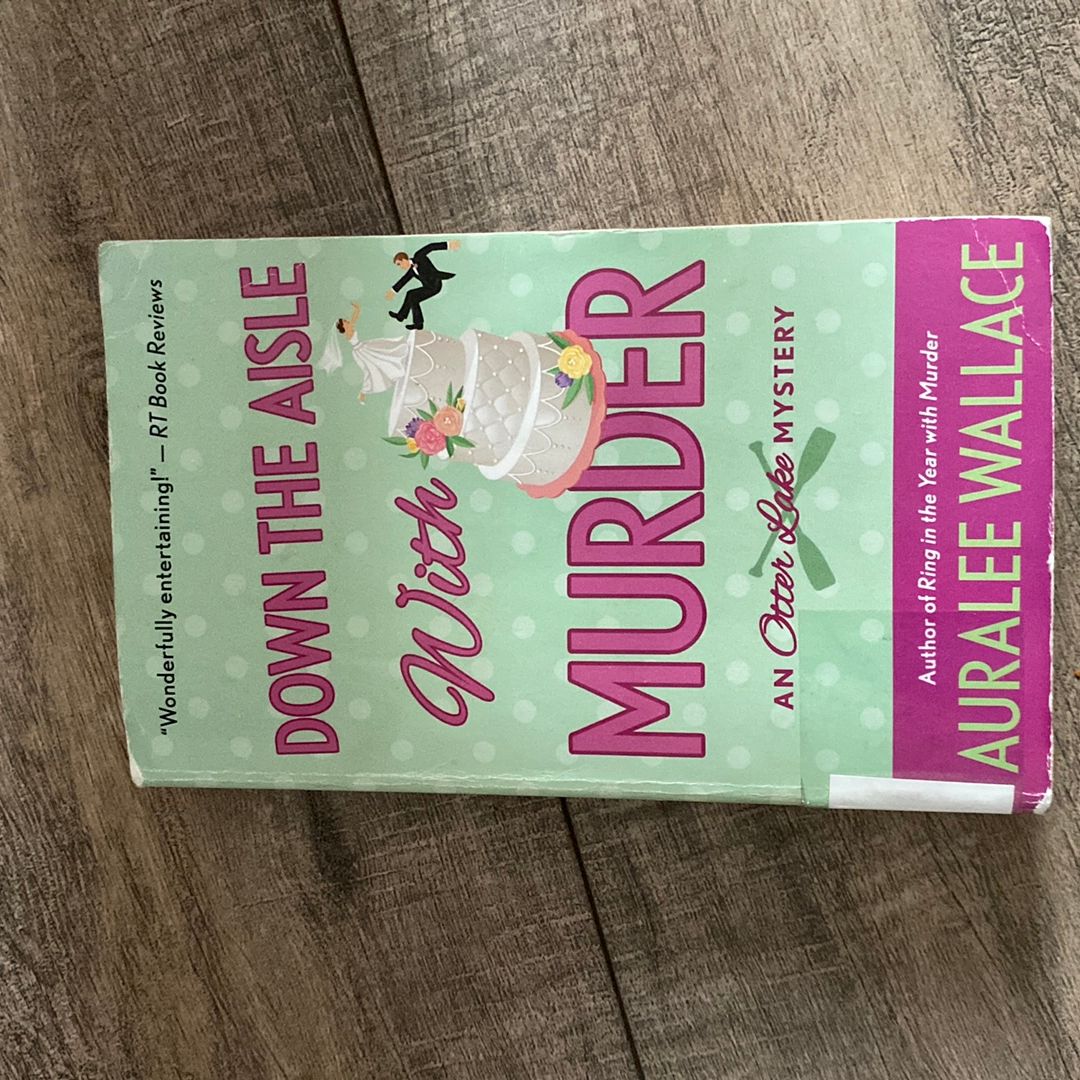 "Wonderfully entertaining!" — RT Book Reviews
DOWN THE AISLE
With
MURDER
AN Otter Lake MYSTERY
Author of Ring in the Year with Murder
AURALEE WALLACE